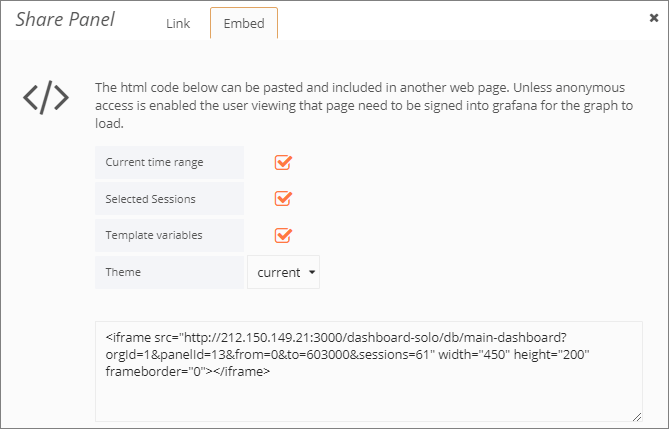 Share Panel
Link
Embed
The html code below can be pasted and included in another web page. Unless anonymous
access is enabled the user viewing that page need to be signed into grafana for the graph to
load.
Current time range
Selected Sessions
Template variables
Theme
current
<iframe src="http://212.150.149.21:3000/dashboard-solo/db/main-dashboard?
orgId=1&panelId=13&from=0&to=603000&sessions=61" width="450" height="200"
frameborder="0"></iframe>